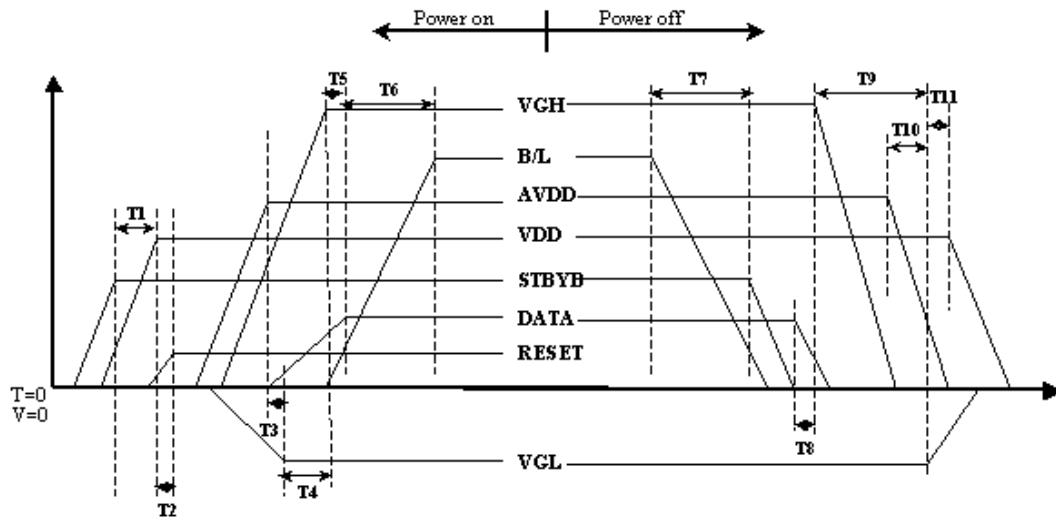 Power on
Power off
T5
T6
T7
T9
T11
VGH
T10
B/L
AVDD
T1
VDD
STBYB
DATA
RESET
T=0
V=0
T3
T8
VGL
T4
T2